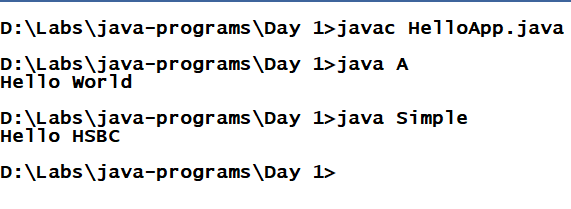 D:\Labs\java-programs\Day 1>javac HelloApp.java
D:\Labs\java-programs\Day 1>java A
Hello World
D:\Labs\java-programs\Day 1>java Simple
Hello HSBC
D:\Labs\java-programs\Day 1>